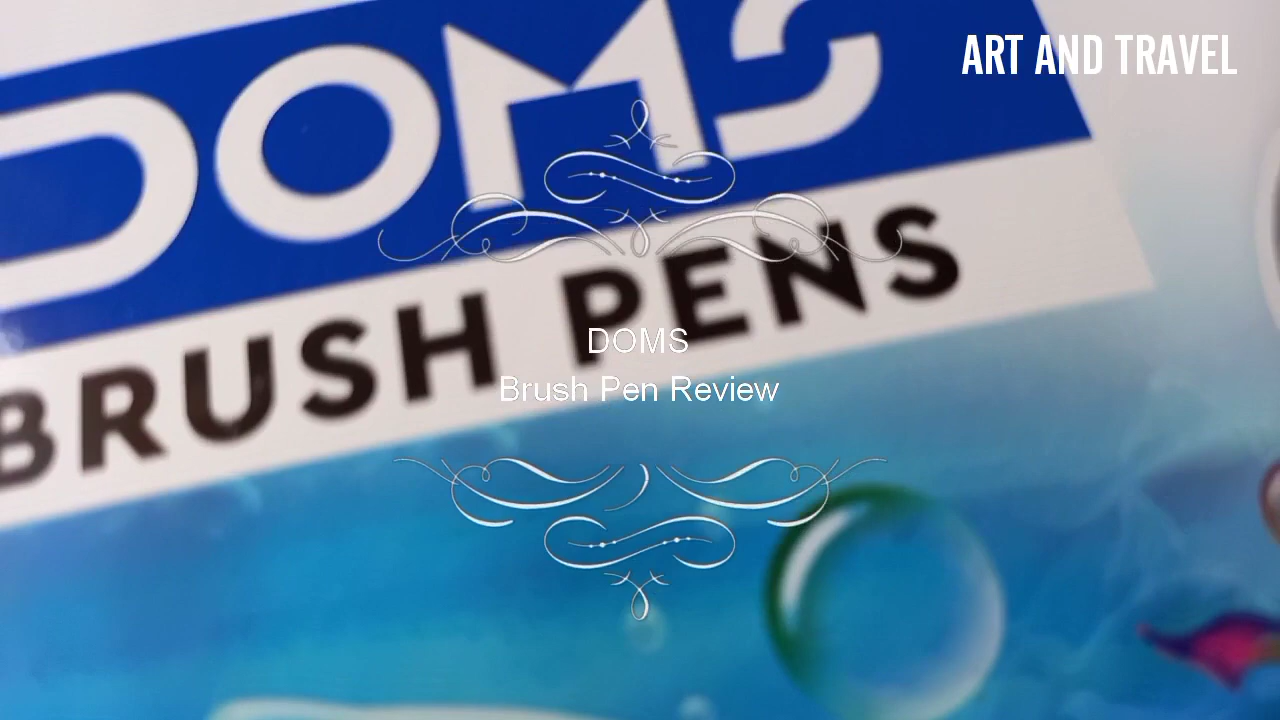 DOMS
BRUSH PENS
ART AND TRAVEL
DOMS
Brush Pen Review